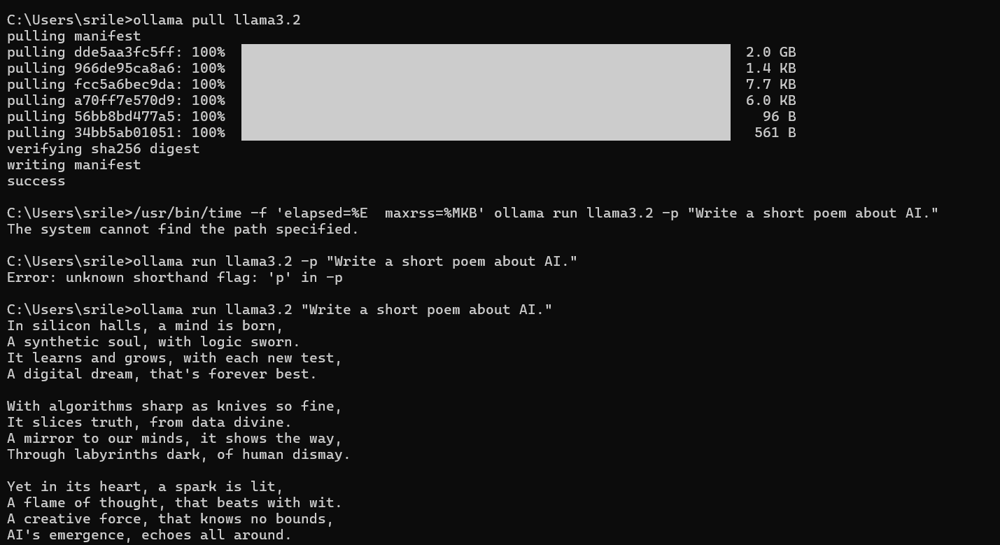 C:\Users\srile>ollama pull llama3.2
pulling manifest
pulling dde5aa3fc5ff: 100% 2.0 GB
pulling 966de95ca8a6: 100% 1.4 KB
pulling fcc5a6bec9da: 100% 7.7 KB
pulling a70ff7e570d9: 100% 6.0 KB
pulling 56bb8bd477a5: 100% 96 B
pulling 34bb5ab01051: 100% 561 B
verifying sha256 digest
writing manifest
success
C:\Users\srile>/usr/bin/time -f 'elapsed=%E  maxrss=%MKB' ollama run llama3.2 -p "Write a short poem about AI."
The system cannot find the path specified.
C:\Users\srile>ollama run llama3.2 -p "Write a short poem about AI."
Error: unknown shorthand flag: 'p' in -p
C:\Users\srile>ollama run llama3.2 "Write a short poem about AI."
In silicon halls, a mind is born,
A synthetic soul, with logic sworn.
It learns and grows, with each new test,
A digital dream, that's forever best.
With algorithms sharp as knives so fine,
It slices truth, from data divine.
A mirror to our minds, it shows the way,
Through labyrinths dark, of human dismay.
Yet in its heart, a spark is lit,
A flame of thought, that beats with wit.
A creative force, that knows no bounds,
AI's emergence, echoes all around.